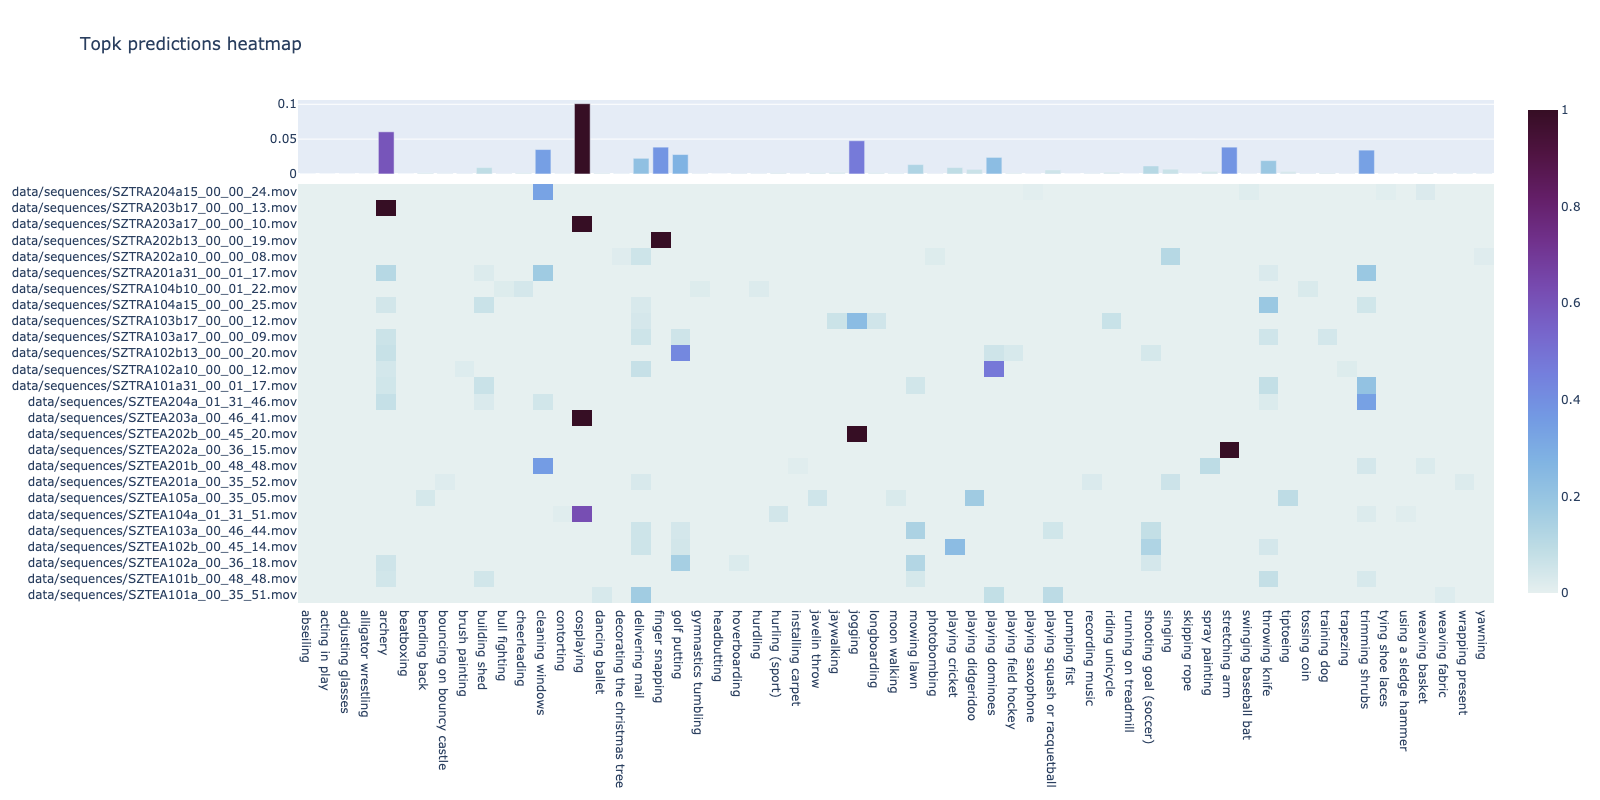 Topk predictions heatmap
0.1
0.05
0
data/sequences/SZTRA204a15_00_00_24.mov
data/sequences/SZTRA203b17_00_00_13.mov
data/sequences/SZTRA203a17_00_00_10.mov
data/sequences/SZTRA202b13_00_00_19.mov
data/sequences/SZTRA202a10_00_00_08.mov
data/sequences/SZTRA201a31_00_01_17.mov
data/sequences/SZTRA104b10_00_01_22.mov
data/sequences/SZTRA104a15_00_00_25.mov
data/sequences/SZTRA103b17_00_00_12.mov
data/sequences/SZTRA103a17_00_00_09.mov
data/sequences/SZTRA102b13_00_00_20.mov
data/sequences/SZTRA102a10_00_00_12.mov
data/sequences/SZTRA101a31_00_01_17.mov
data/sequences/SZTEA204a_01_31_46.mov
data/sequences/SZTEA203a_00_46_41.mov
data/sequences/SZTEA202b_00_45_20.mov
data/sequences/SZTEA202a_00_36_15.mov
data/sequences/SZTEA201b_00_48_48.mov
data/sequences/SZTEA201a_00_35_52.mov
data/sequences/SZTEA105a_00_35_05.mov
data/sequences/SZTEA104a_01_31_51.mov
data/sequences/SZTEA103a_00_46_44.mov
data/sequences/SZTEA102b_00_45_14.mov
data/sequences/SZTEA102a_00_36_18.mov
data/sequences/SZTEA101b_00_48_48.mov
data/sequences/SZTEA101a_00_35_51.mov
abseiling
acting in play
adjusting glasses
alligator wrestling
archery
beatboxing
bending back
bouncing on bouncy castle
brush painting
building shed
bull fighting
cheerleading
cleaning windows
contorting
cosplaying
dancing ballet
decorating the christmas tree
delivering mail
finger snapping
golf putting
gymnastics tumbling
headbutting
hoverboarding
hurdling
hurling (sport)
installing carpet
javelin throw
jaywalking
jogging
longboarding
moon walking
mowing lawn
photobombing
playing cricket
playing didgeridoo
playing dominoes
playing field hockey
playing saxophone
playing squash or racquetball
pumping fist
recording music
riding unicycle
running on treadmill
shooting goal (soccer)
singing
skipping rope
spray painting
stretching arm
swinging baseball bat
throwing knife
tiptoeing
tossing coin
training dog
trapezing
trimming shrubs
tying shoe laces
using a sledge hammer
weaving basket
weaving fabric
wrapping present
yawning
1
0.8
0.6
0.4
0.2
0